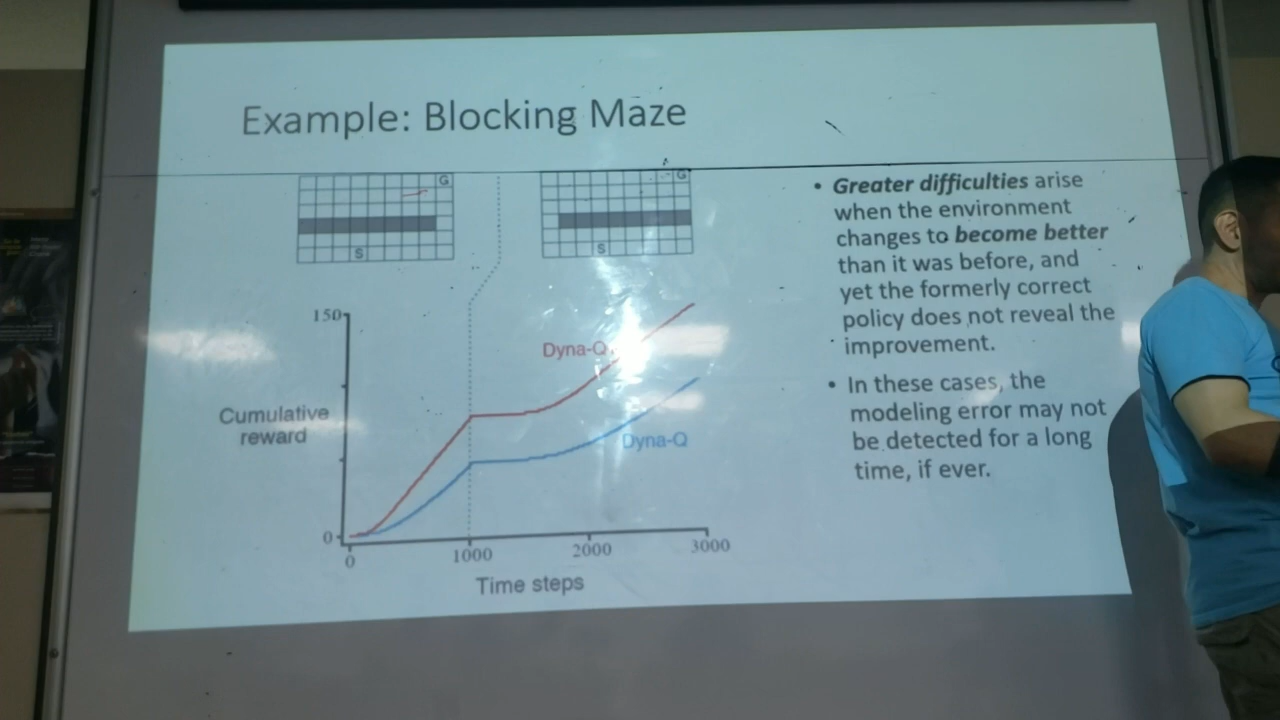 Example: Blocking Maze
G
S
G
S
150
Dyna-Q
Cumulative
reward
Dyna-Q
0
0
1000
2000
3000
Time steps
• Greater difficulties arise
when the environment
changes to become better
than it was before, and
yet the formerly correct
policy does not reveal the
improvement.
• In these cases, the
modeling error may not
be detected for a long
time, if ever.